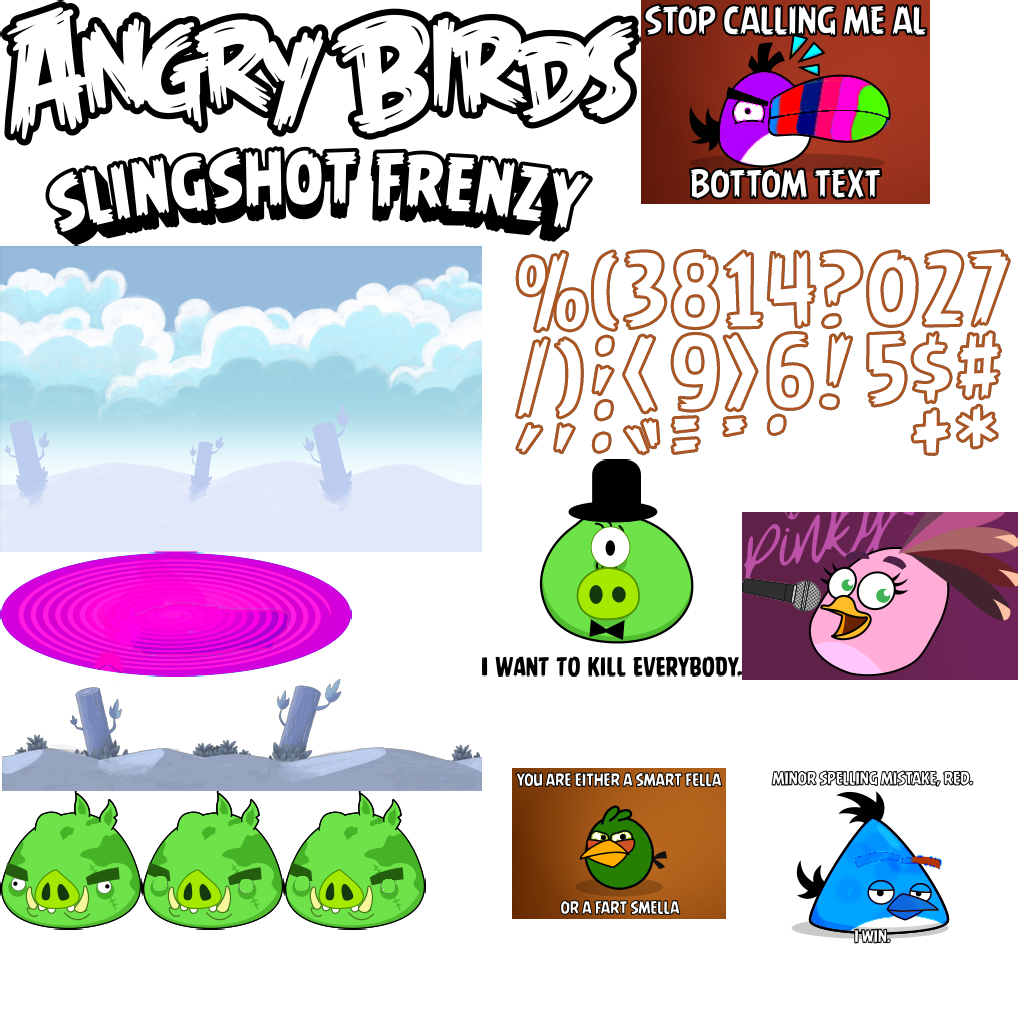 ANGRY BIRDS
SLINGSHOT FRENZY
STOP CALLING ME AL
BOTTOM TEXT
%(3814?027
/);‹9›6!5$#
+*
I WANT TO KILL EVERYBODY.
Pinky
YOU ARE EITHER A SMART FELLA
OR A FART SMELLA
MINOR SPELLING MISTAKE, RED.
I WIN.